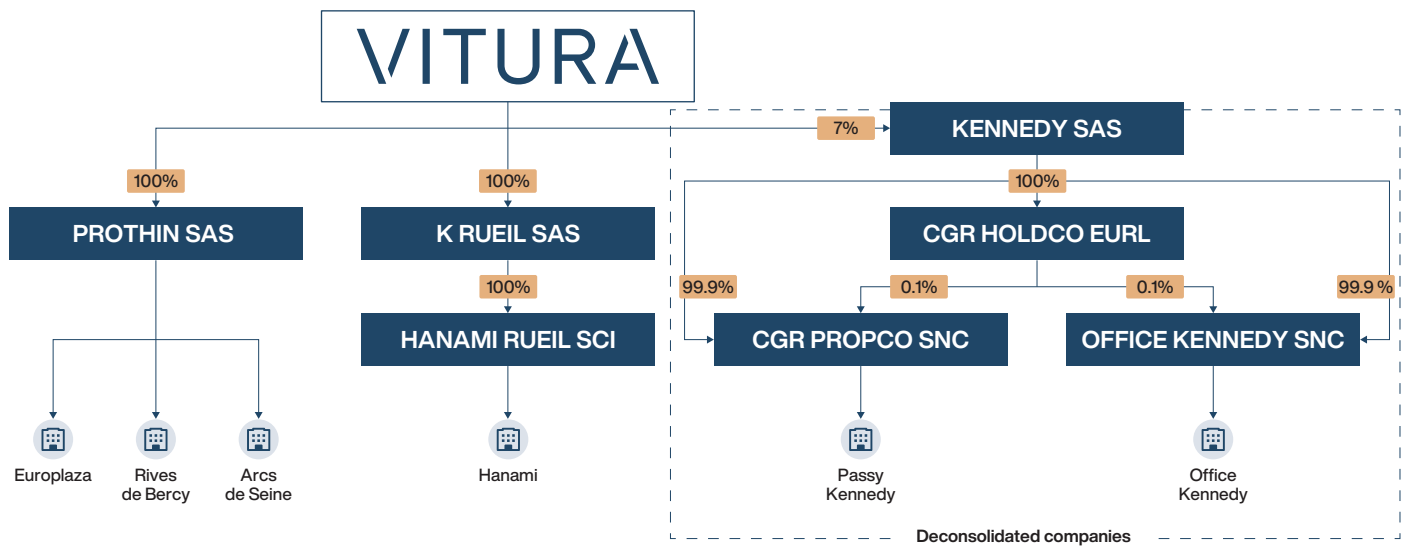 VITURA
7%
KENNEDY SAS
100%
100%
100%
PROTHIN SAS
K RUEIL SAS
CGR HOLDCO EURL
100%
99.9%
0.1%
0.1%
99.9 %
HANAMI RUEIL SCI
CGR PROPCO SNC
OFFICE KENNEDY SNC
Europlaza
Rives
de Bercy
Arcs
de Seine
Hanami
Passy
Kennedy
Office
Kennedy
Deconsolidated companies